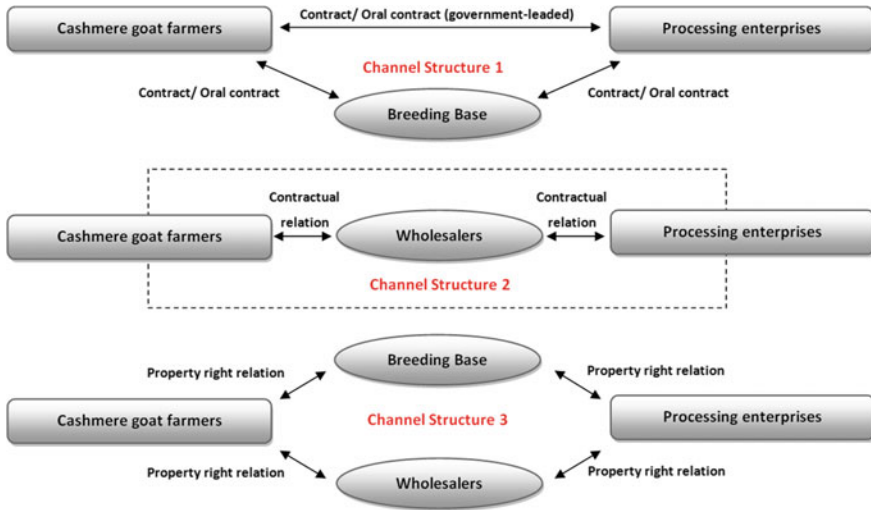 Contract/ Oral contract (government-leaded)
Cashmere goat farmers
Processing enterprises
Channel Structure 1
Contract/ Oral contract
Contract/ Oral contract
Breeding Base
Contractual
relation
Contractual
relation
Cashmere goat farmers
Wholesalers
Processing enterprises
Channel Structure 2
Breeding Base
Property right relation
Property right relation
Cashmere goat farmers
Channel Structure 3
Processing enterprises
Property right relation
Property right relation
Wholesalers